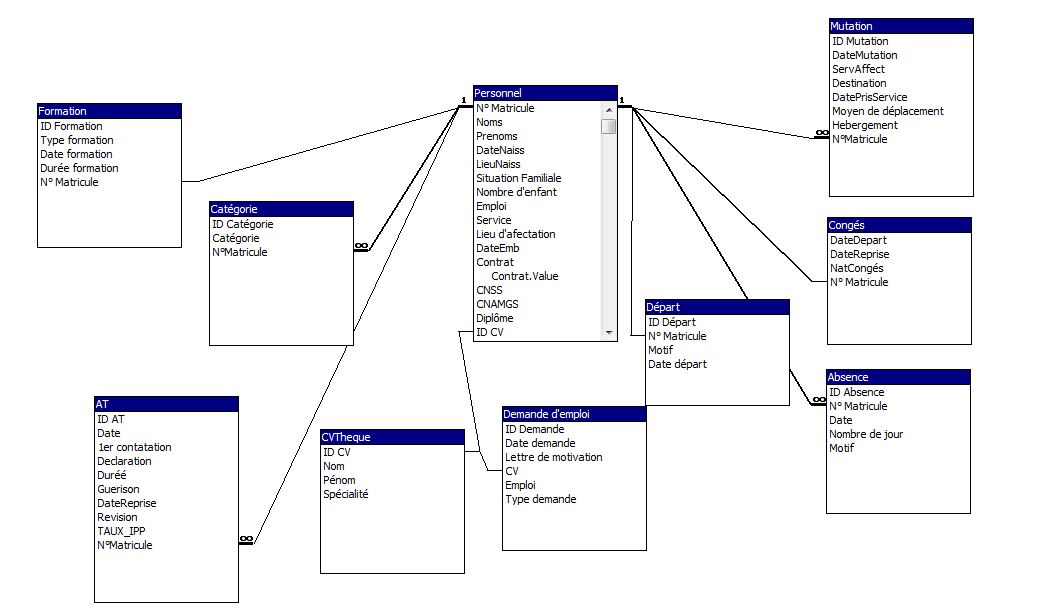 Formation
ID Formation
Type formation
Date formation
Durée formation
N° Matricule
Catégorie
ID Catégorie
Catégorie
N°Matricule
AT
ID AT
Date
1er contatation
Declaration
Duréé
Guerison
DateReprise
Revision
TAUX_IPP
N°Matricule
CVTheque
ID CV
Nom
Pénom
Spécialité
Personnel
N° Matricule
Noms
Prenoms
DateNaiss
LieuNaiss
Situation Familiale
Nombre d'enfant
Emploi
Service
Lieu d'afectation
DateEmb
Contrat
Contrat.Value
CNSS
CNAMGS
Diplôme
ID CV
Demande d'emploi
ID Demande
Date demande
Lettre de motivation
CV
Emploi
Type demande
Départ
ID Départ
N° Matricule
Motif
Date départ
Mutation
ID Mutation
DateMutation
ServAffect
Destination
DatePrisService
Moyen de déplacement
Hebergement
N°Matricule
Congés
DateDepart
DateReprise
NatCongés
N° Matricule
Absence
ID Absence
N° Matricule
Date
Nombre de jour
Motif
1
1
∞
∞
∞
∞